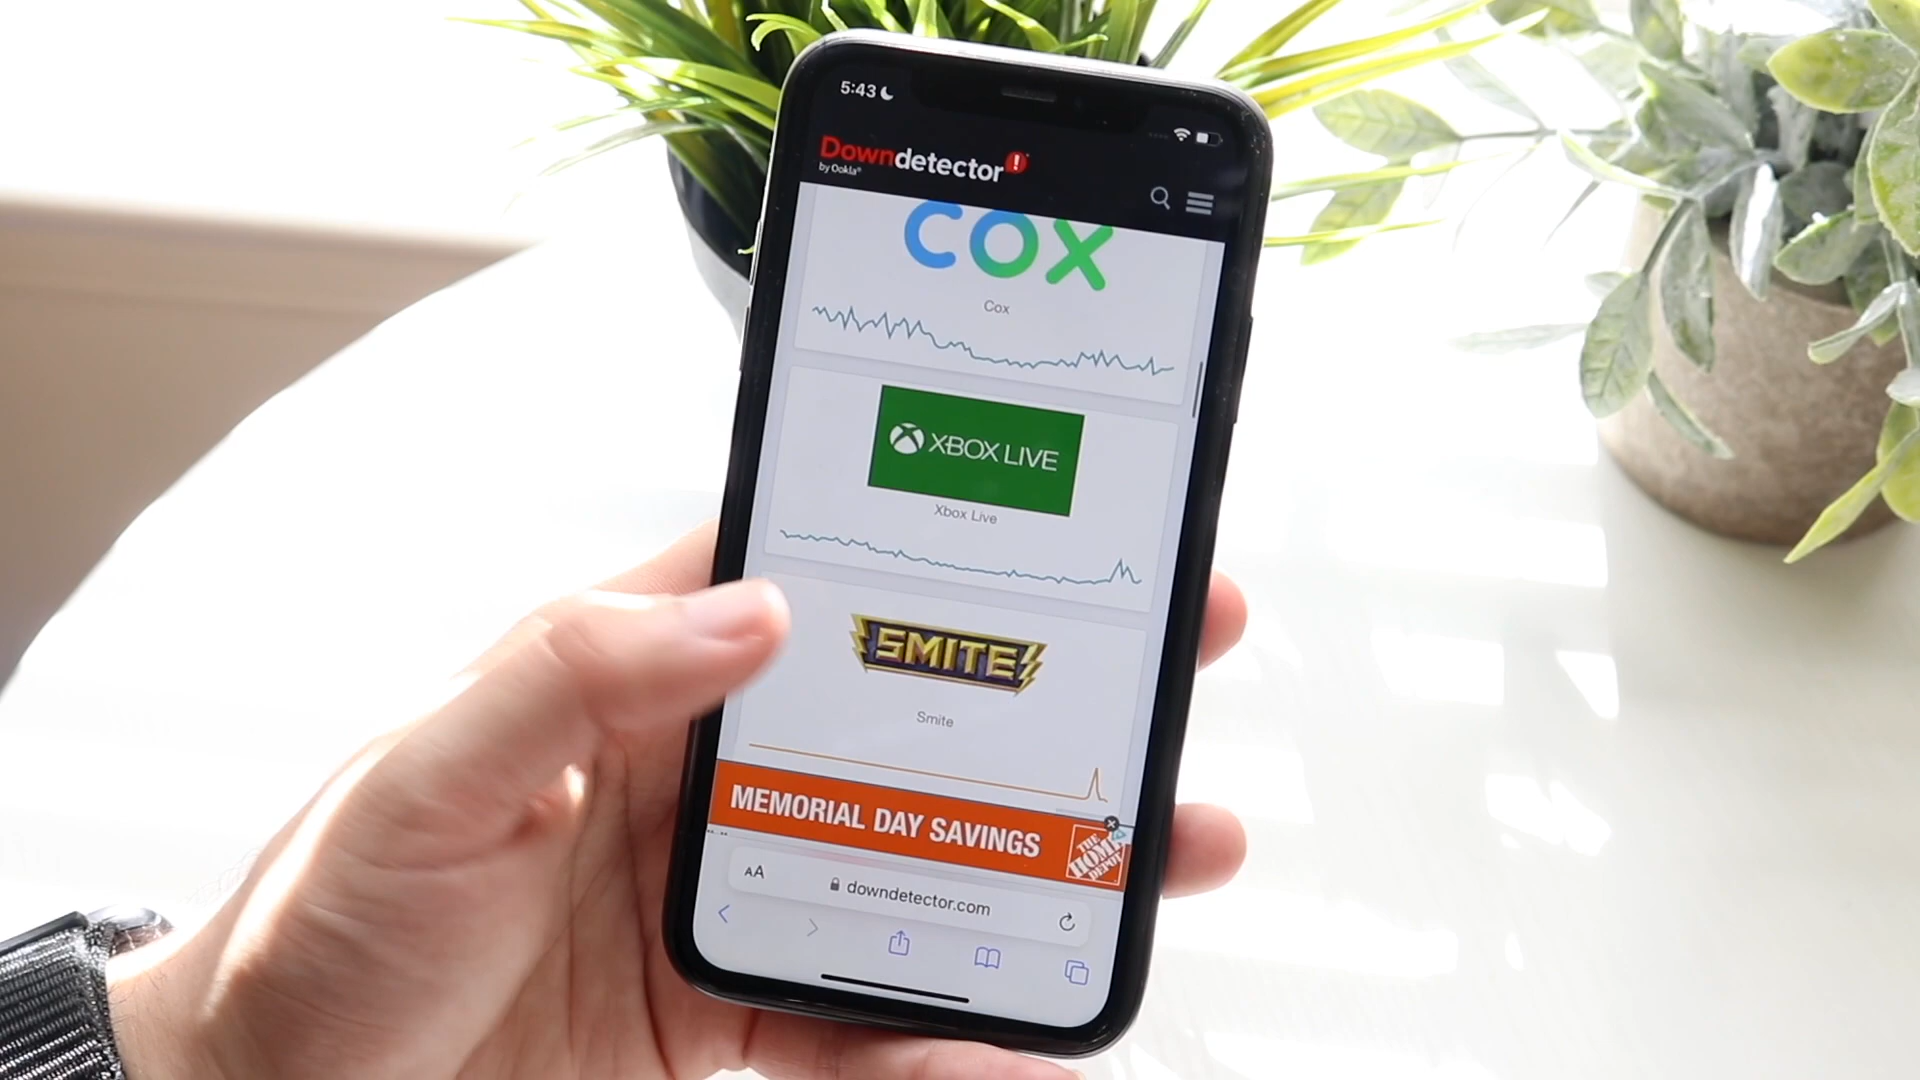 5:43
Downdetector!
by Ookla®
cox
Cox
XBOX LIVE
Xbox Live
SMITE
Smite
MEMORIAL DAY SAVINGS
THE
HOME
DEPOT
AA
downdetector.com